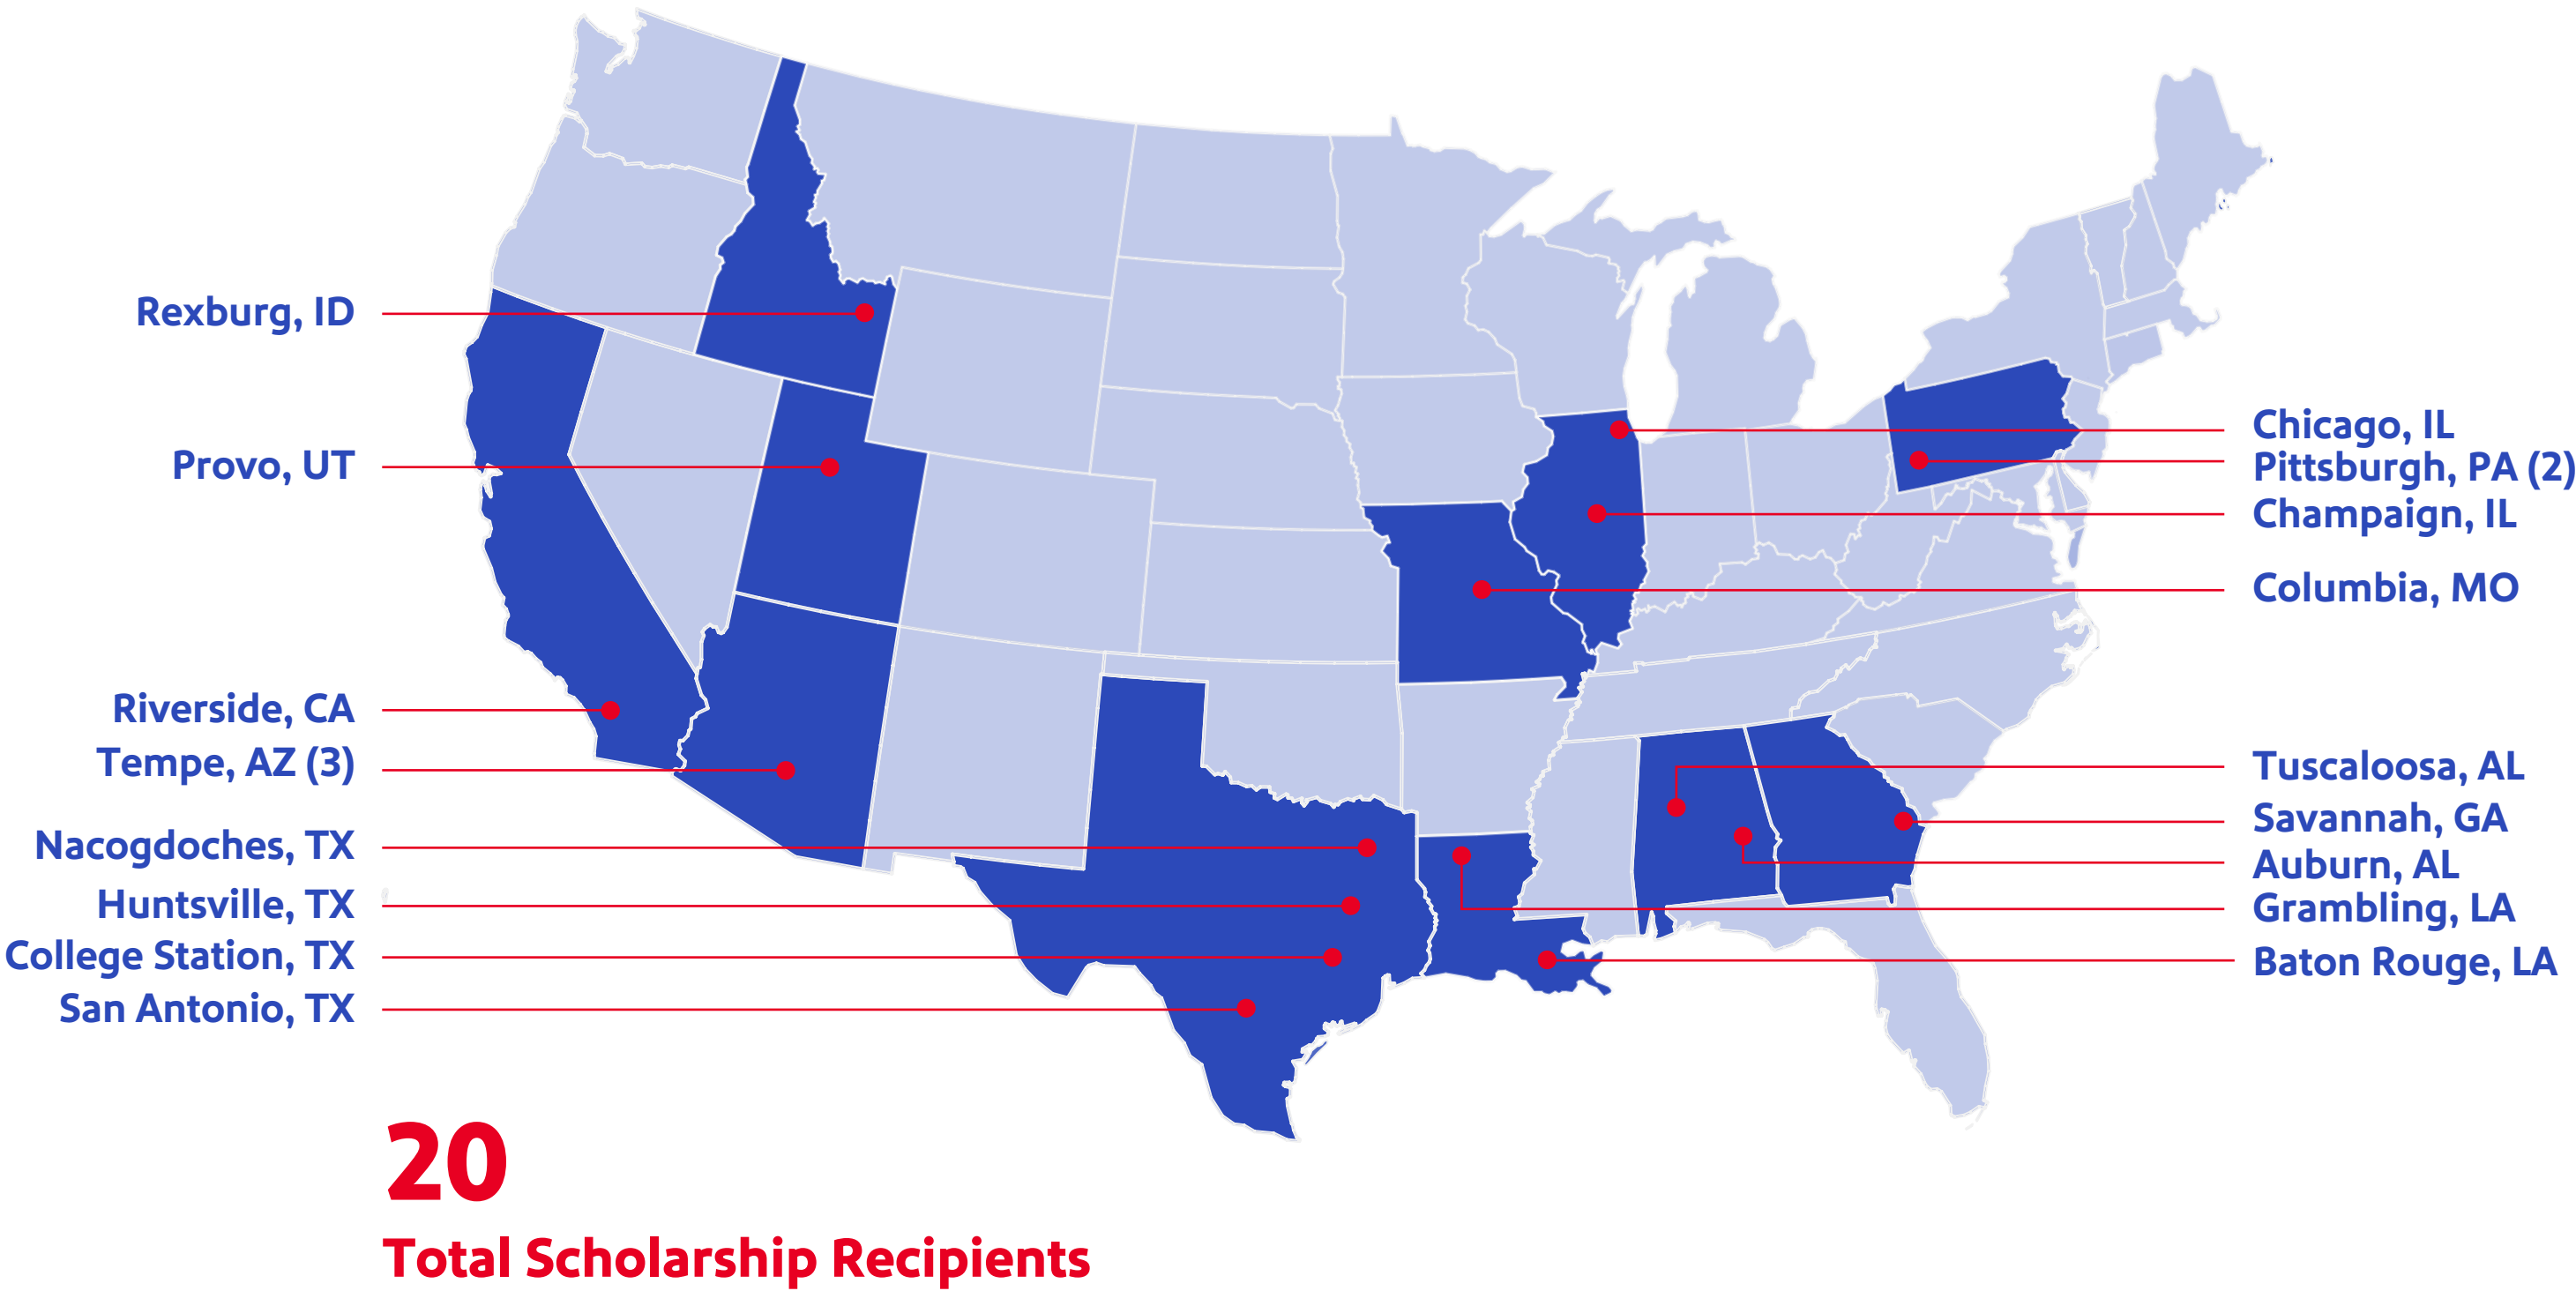 Rexburg, ID
Provo, UT
Riverside, CA
Tempe, AZ (3)
Nacogdoches, TX
Huntsville, TX
College Station, TX
San Antonio, TX
Chicago, IL
Pittsburgh, PA (2)
Champaign, IL
Columbia, MO
Tuscaloosa, AL
Savannah, GA
Auburn, AL
Grambling, LA
Baton Rouge, LA
20
Total Scholarship Recipients